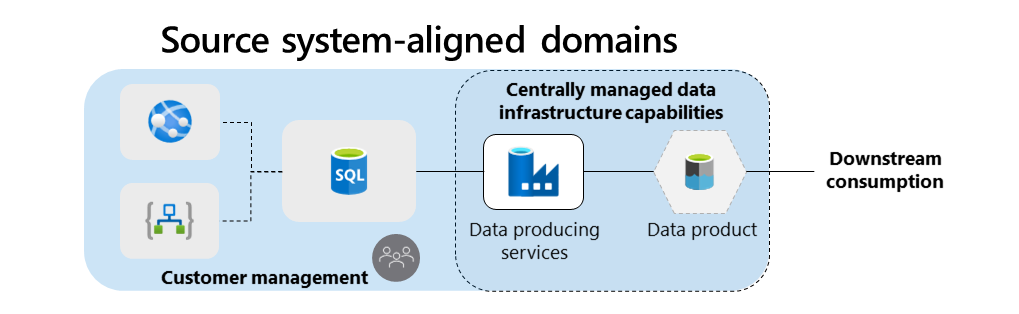 Source system-aligned domains
Centrally managed data
infrastructure capabilities
SQL
Downstream
consumption
Data producing
services
Data product
Customer management